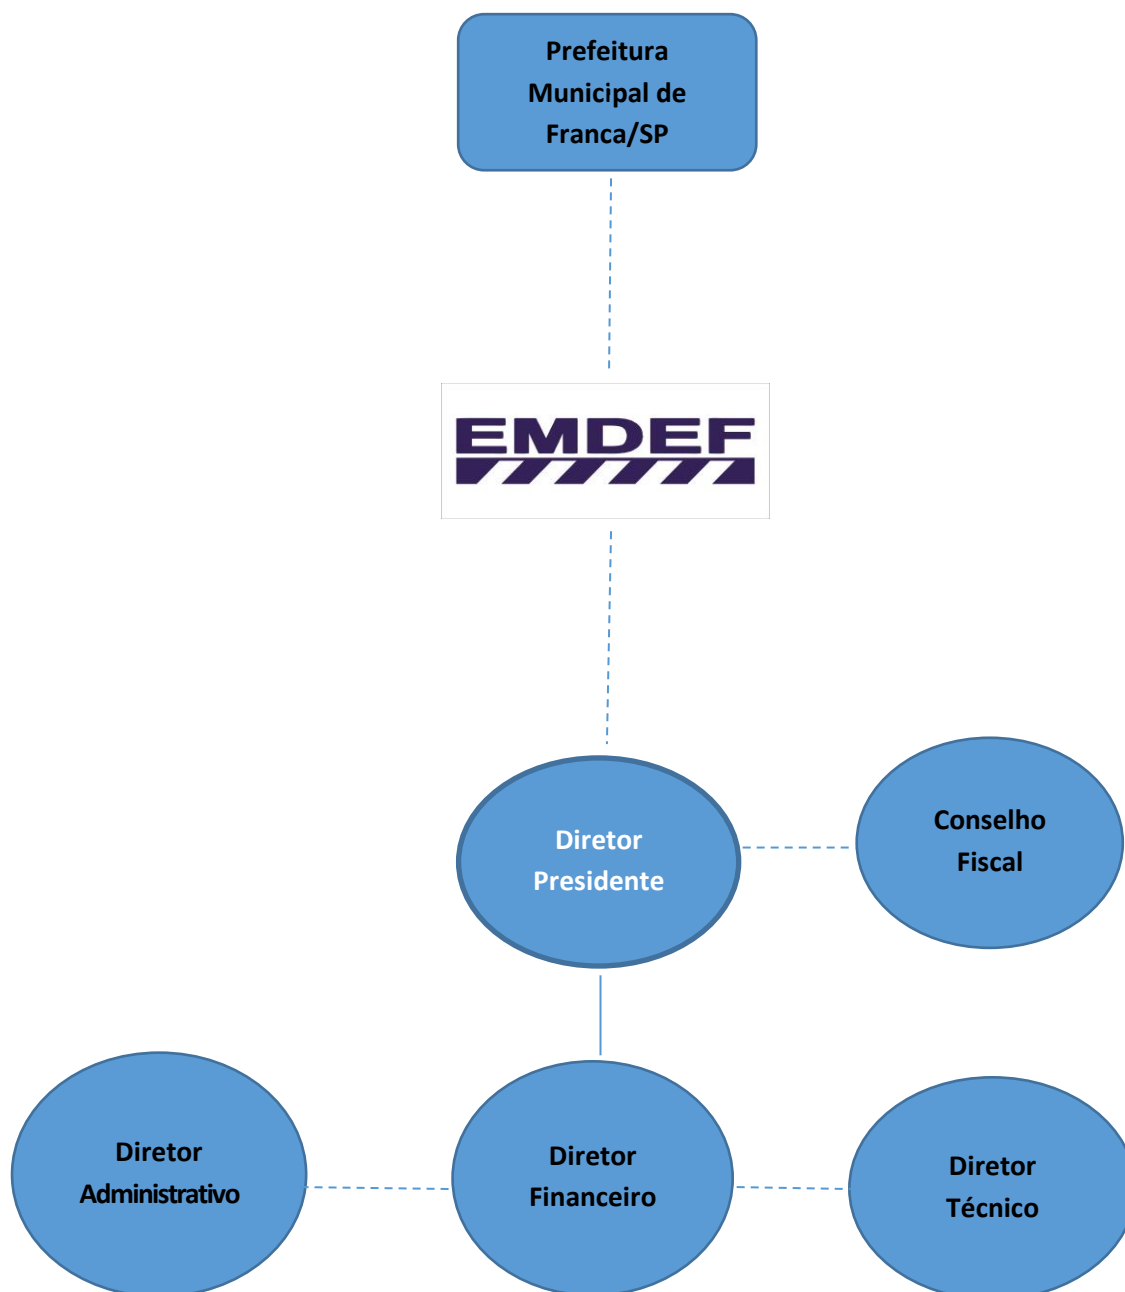 Prefeitura
Municipal de
Franca/SP
EMDEF
Diretor
Presidente
Conselho
Fiscal
Diretor
Administrativo
Diretor
Financeiro
Diretor
Técnico